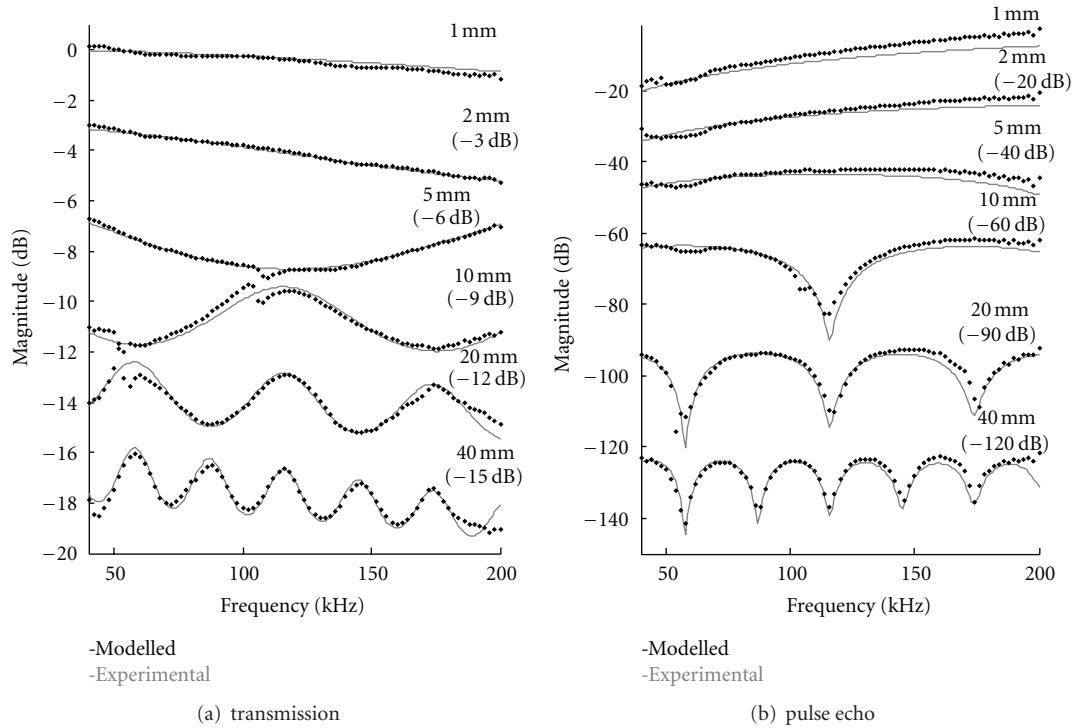 1 mm
2 mm
(−3 dB)
5 mm
(−6 dB)
10 mm
(−9 dB)
20 mm
(−12 dB)
40 mm
(−15 dB)
0
−2
−4
−6
−8
−10
−12
−14
−16
−18
−20
Magnitude (dB)
50
100
150
200
Frequency (kHz)
-Modelled
-Experimental
(a) transmission
1 mm
2 mm
(−20 dB)
5 mm
(−40 dB)
10 mm
(−60 dB)
20 mm
(−90 dB)
40 mm
(−120 dB)
−20
−40
−60
−80
−100
−120
−140
Magnitude (dB)
50
100
150
200
Frequency (kHz)
-Modelled
-Experimental
(b) pulse echo